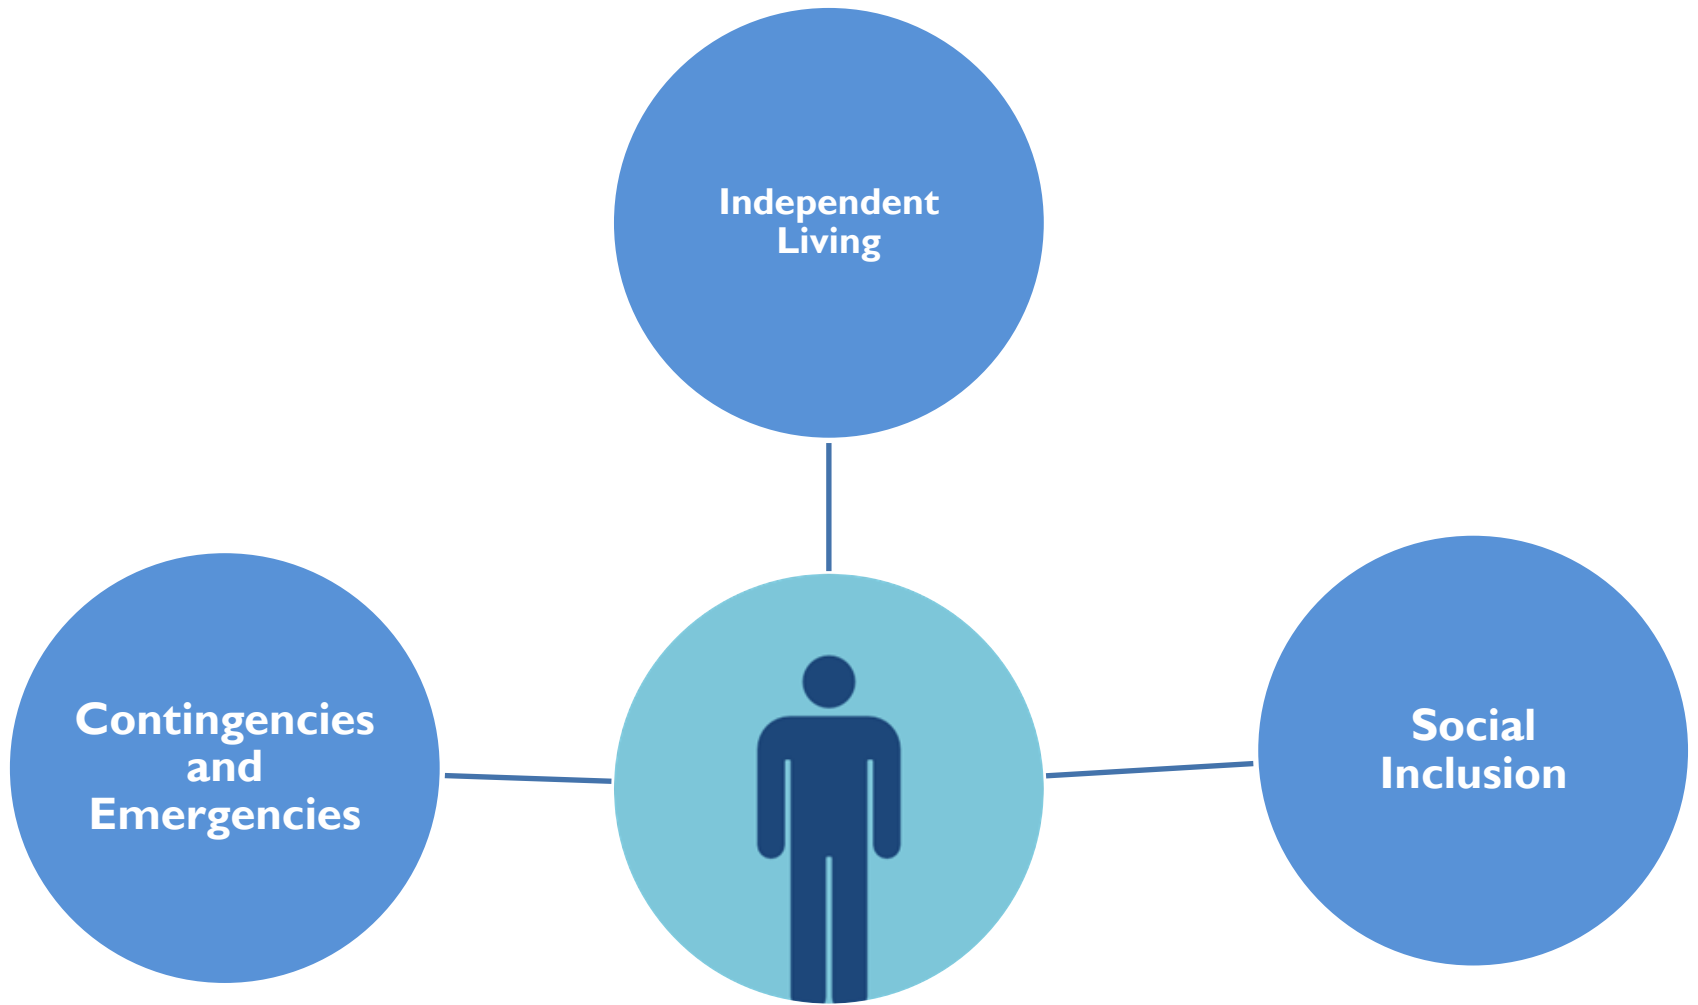 Independent
Living
Contingencies
and
Emergencies
Social
Inclusion